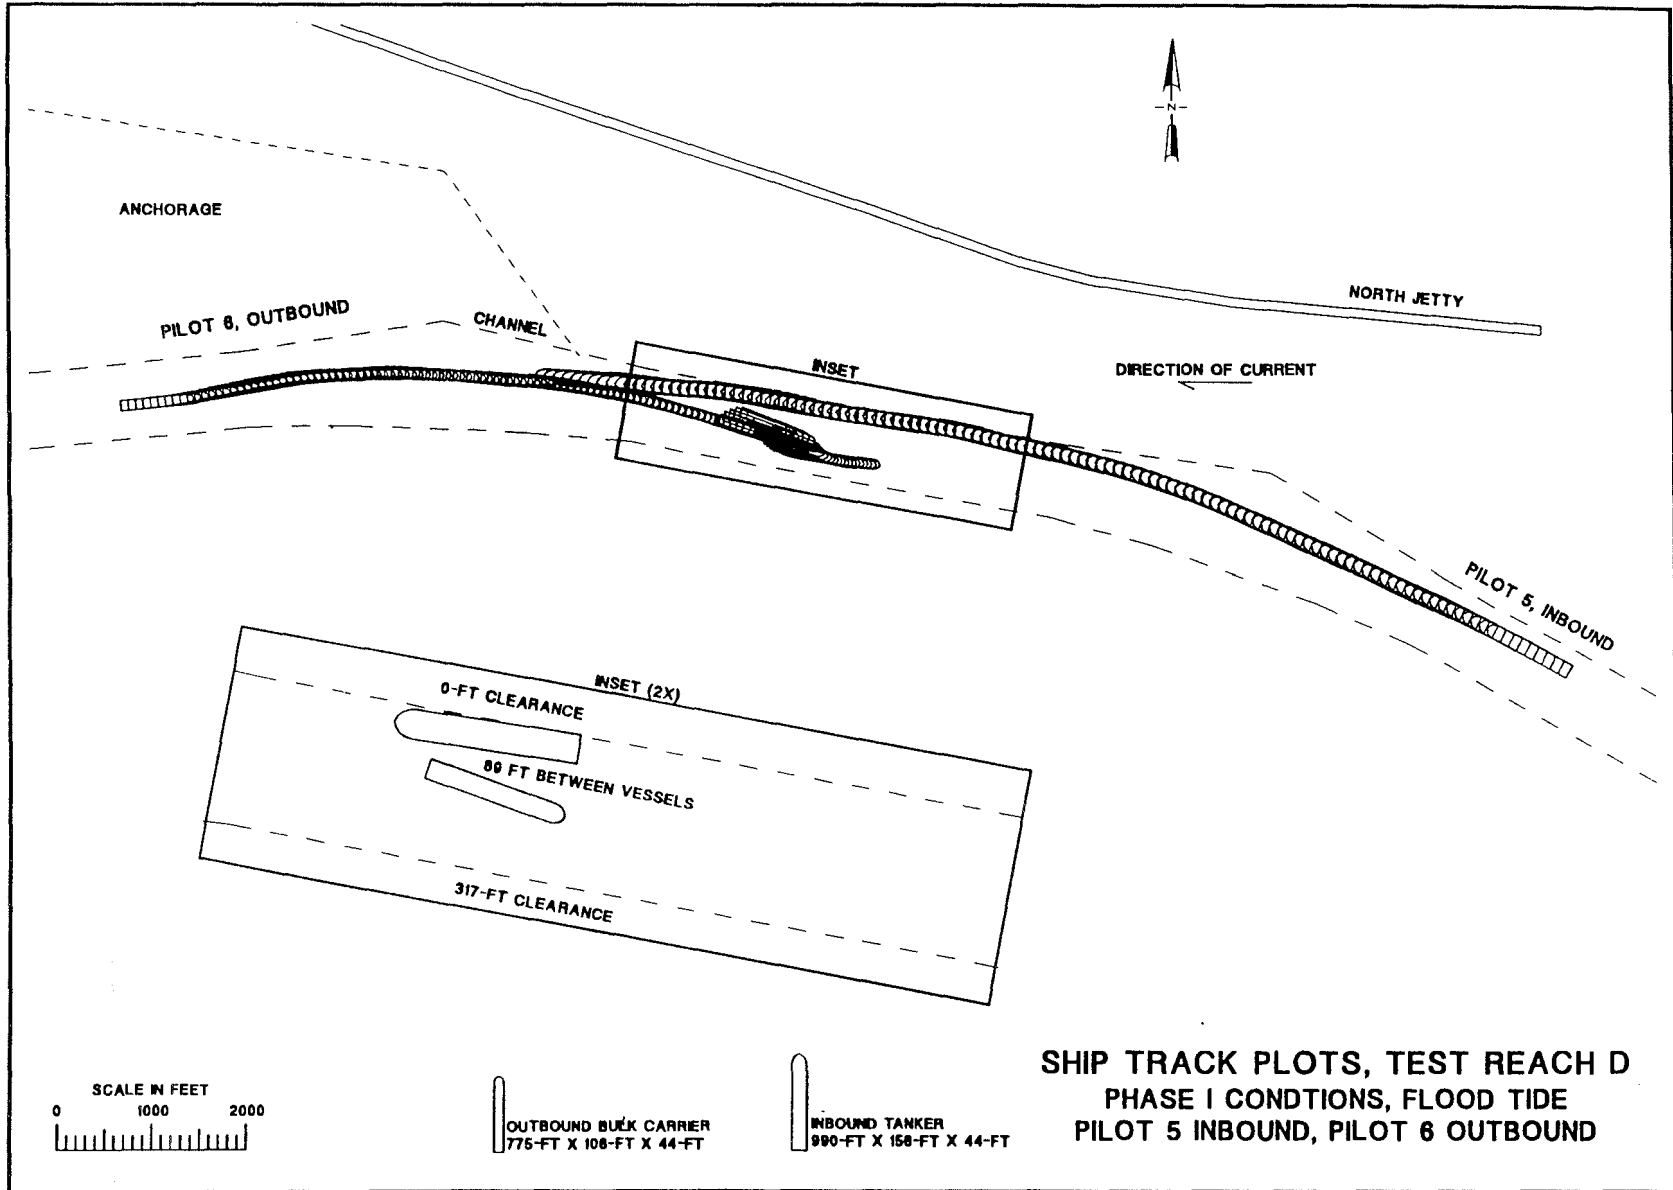 N
ANCHORAGE
NORTH JETTY
PILOT 6, OUTBOUND
CHANNEL
INSET
DIRECTION OF CURRENT
PILOT 5, INBOUND
INSET (2X)
0-FT CLEARANCE
89 FT BETWEEN VESSELS
317-FT CLEARANCE
SCALE IN FEET
0 1000 2000
OUTBOUND BULK CARRIER
775-FT X 106-FT X 44-FT
INBOUND TANKER
990-FT X 156-FT X 44-FT
SHIP TRACK PLOTS, TEST REACH D
PHASE I CONDTIONS, FLOOD TIDE
PILOT 5 INBOUND, PILOT 6 OUTBOUND